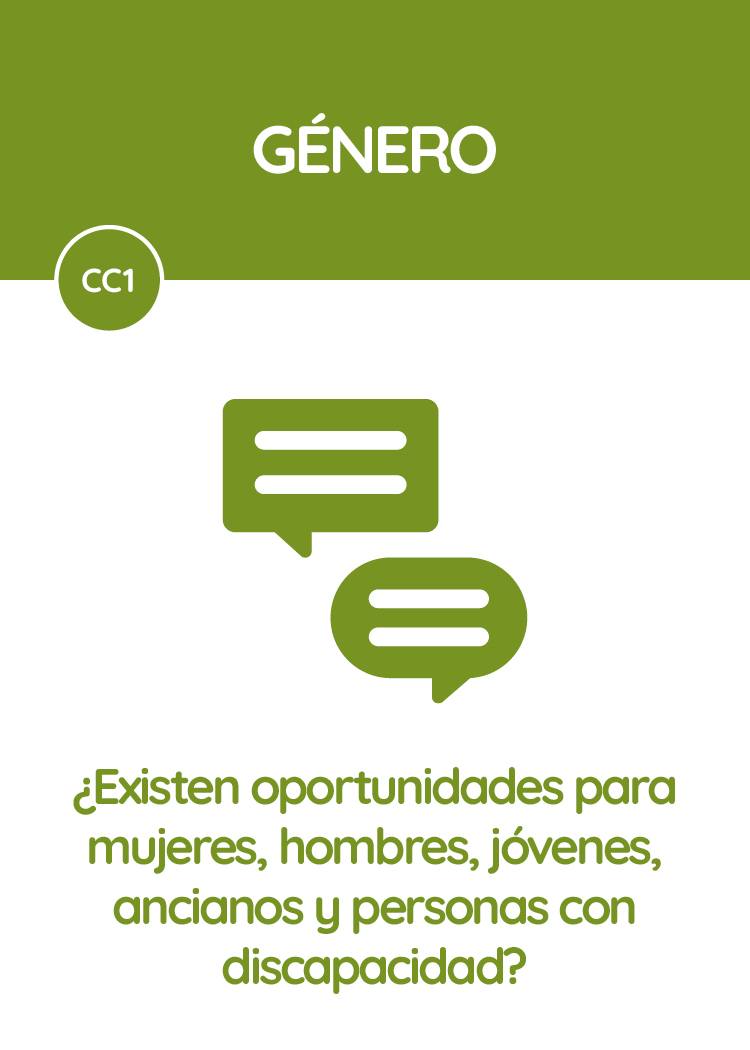 GÉNERO
CC1
¿Existen oportunidades para
mujeres, hombres, jóvenes,
ancianos y personas con
discapacidad?